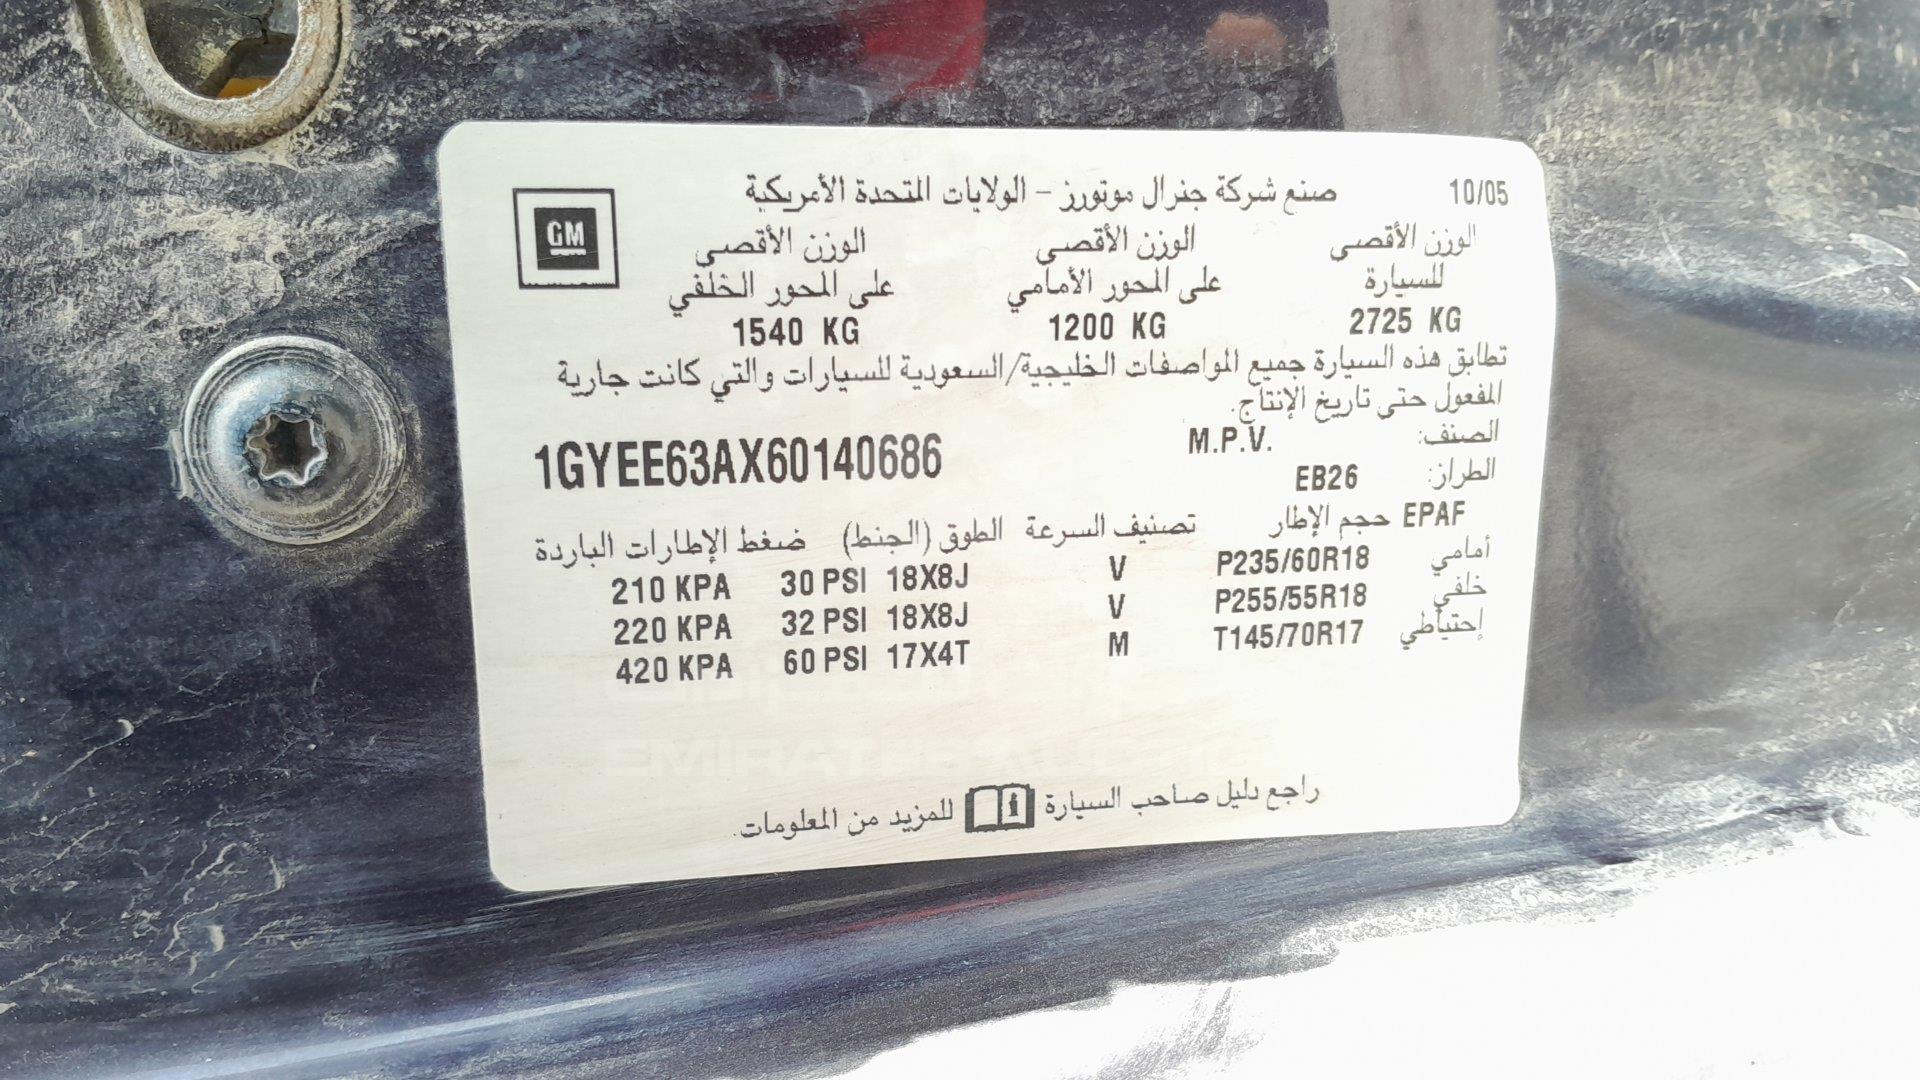 صنع شركة جنرال موتورز - الولايات المتحدة الأمريكية 10/05
GM
الوزن الأقصى للسيارة
2725 KG
الوزن الأقصى على المحور الأمامي
1200 KG
الوزن الأقصى على المحور الخلفي
1540 KG
تطابق هذه السيارة جميع المواصفات الخليجية/السعودية للسيارات والتي كانت جارية
المفعول حتى تاريخ الإنتاج.
الصنف: M.P.V.
1GYEE63AX60140686
الطراز: EB26
EPAF حجم الإطار تصنيف السرعة الطوق (الجنط) ضغط الإطارات الباردة
أمامي P235/60R18 V 18X8J 30 PSI 210 KPA
خلفي P255/55R18 V 18X8J 32 PSI 220 KPA
إحتياطي T145/70R17 M 17X4T 60 PSI 420 KPA
راجع دليل صاحب السيارة للمزيد من المعلومات.